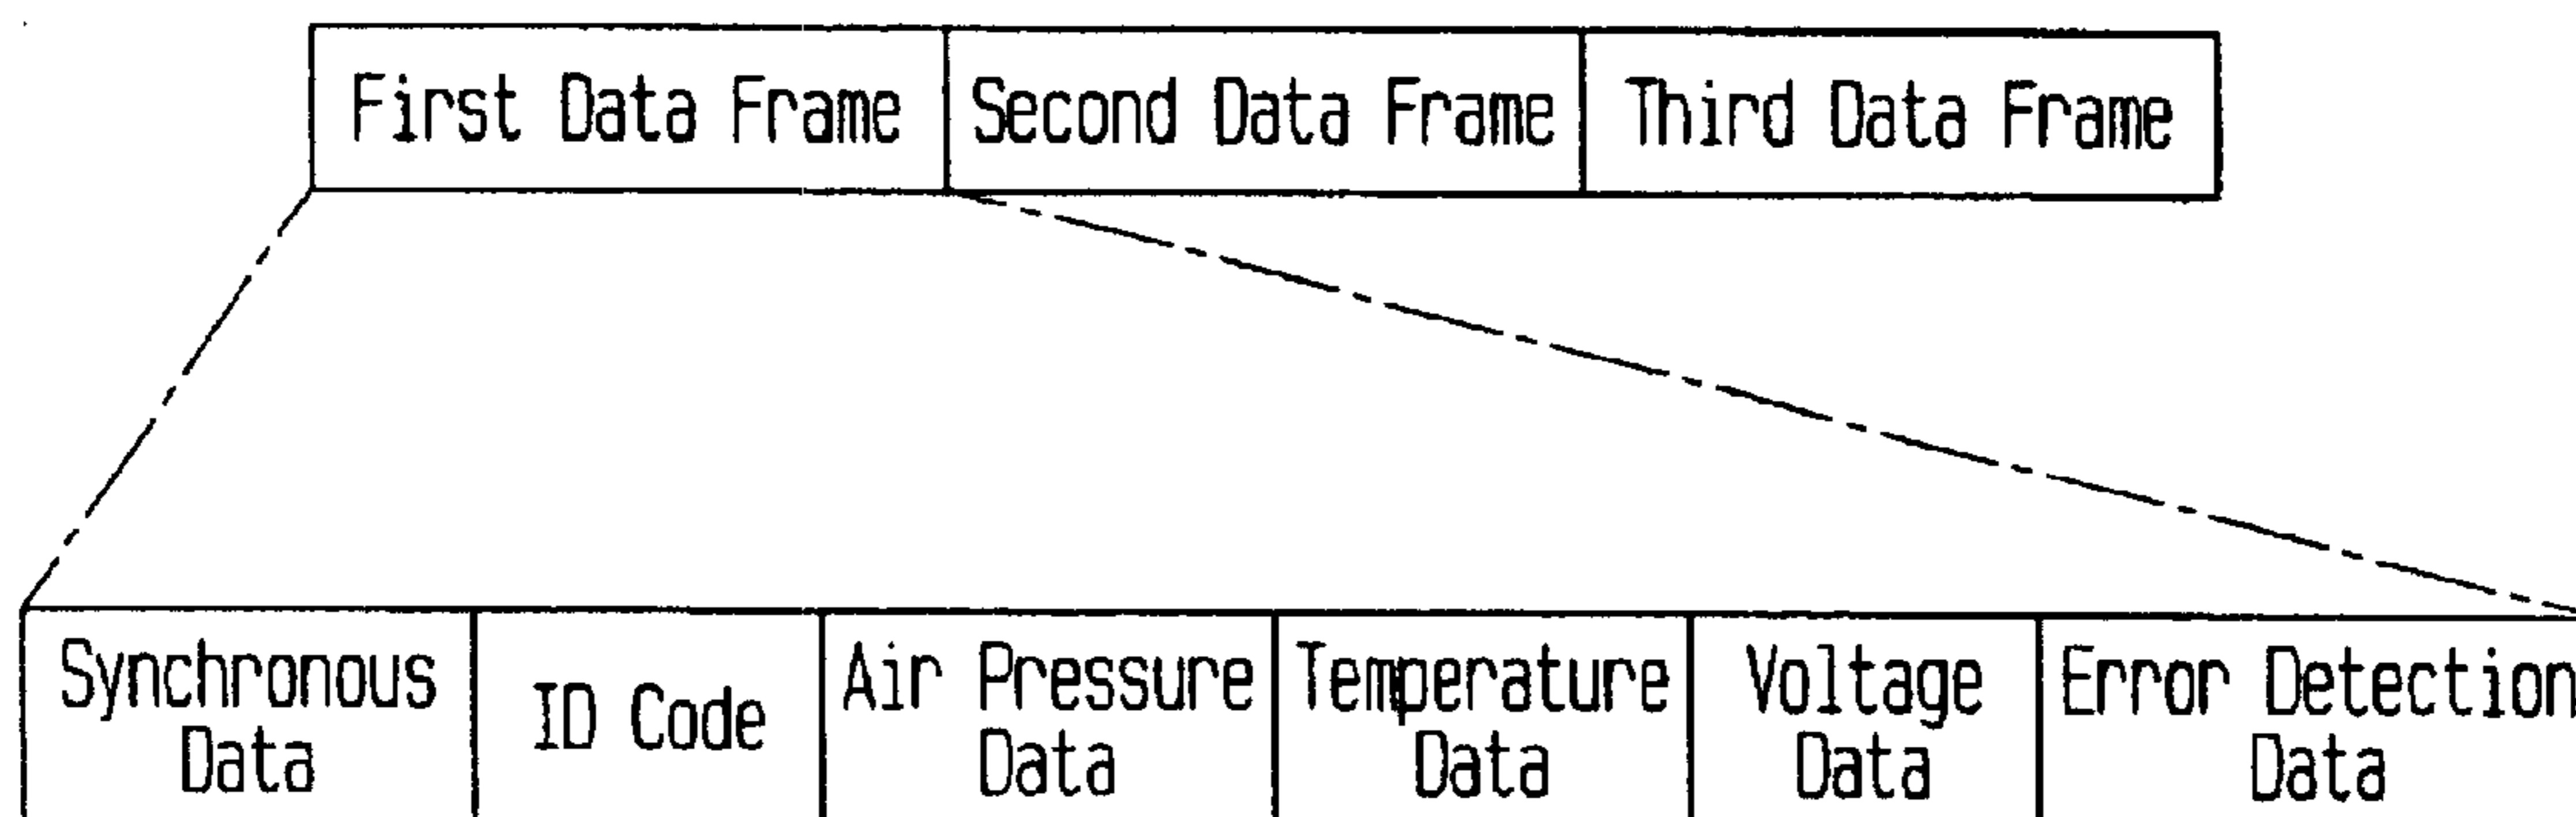 First Data Frame Second Data Frame Third Data Frame
Synchronous Data ID Code Air Pressure Data Temperature Data Voltage Data Error Detection Data